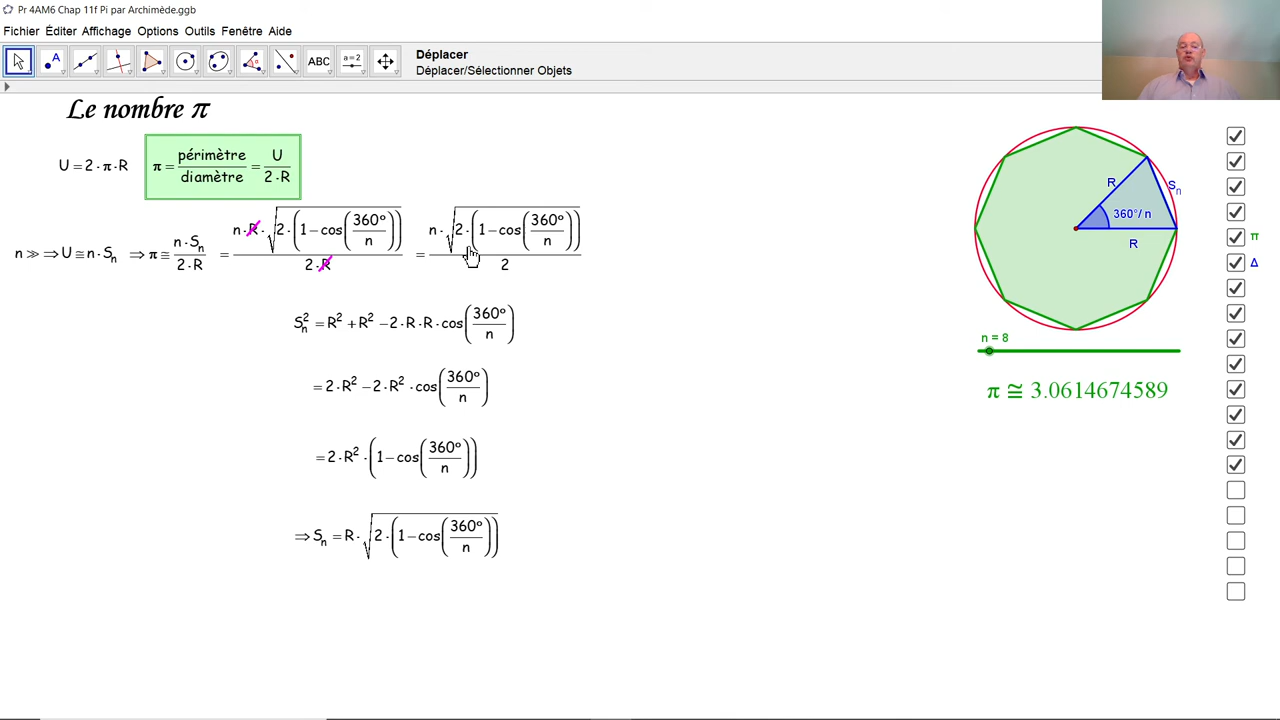 Pr 4AM6 Chap 11f Pi par Archimède.ggb
Fichier Éditer Affichage Options Outils Fenêtre Aide
A α ABC a=2
Déplacer
Déplacer/Sélectionner Objets
Le nombre π
U = 2 · π · R π = périmètre / diamètre = U / 2 · R
n ≫ ⇒ U ≅ n · Sₙ ⇒ π ≅ n · Sₙ / 2 · R = n · R · √(2 · (1 − cos(360° / n))) / 2 · R = n · √(2 · (1 − cos(360° / n))) / 2
Sₙ² = R² + R² − 2 · R · R · cos(360° / n)
= 2 · R² − 2 · R² · cos(360° / n)
= 2 · R² · (1 − cos(360° / n))
⇒ Sₙ = R · √(2 · (1 − cos(360° / n)))
R Sₙ
360°/ n
R
π
Δ
n = 8
π ≅ 3.0614674589